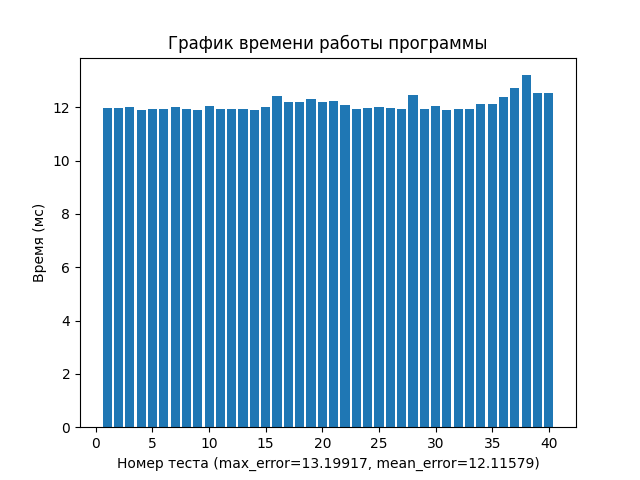 График времени работы программы
Время (мс)
12
10
8
6
4
2
0
0 5 10 15 20 25 30 35 40
Номер теста (max_error=13.19917, mean_error=12.11579)